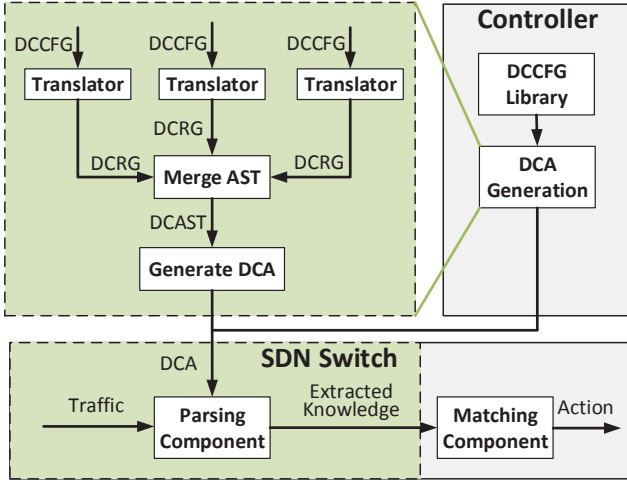 DCCFG
DCCFG
DCCFG
Controller
Translator
Translator
Translator
DCCFG
Library
DCRG
DCRG
DCRG
Merge AST
DCA
Generation
DCAST
Generate DCA
DCA
SDN Switch
Traffic
Parsing
Component
Extracted
Knowledge
Matching
Component
Action